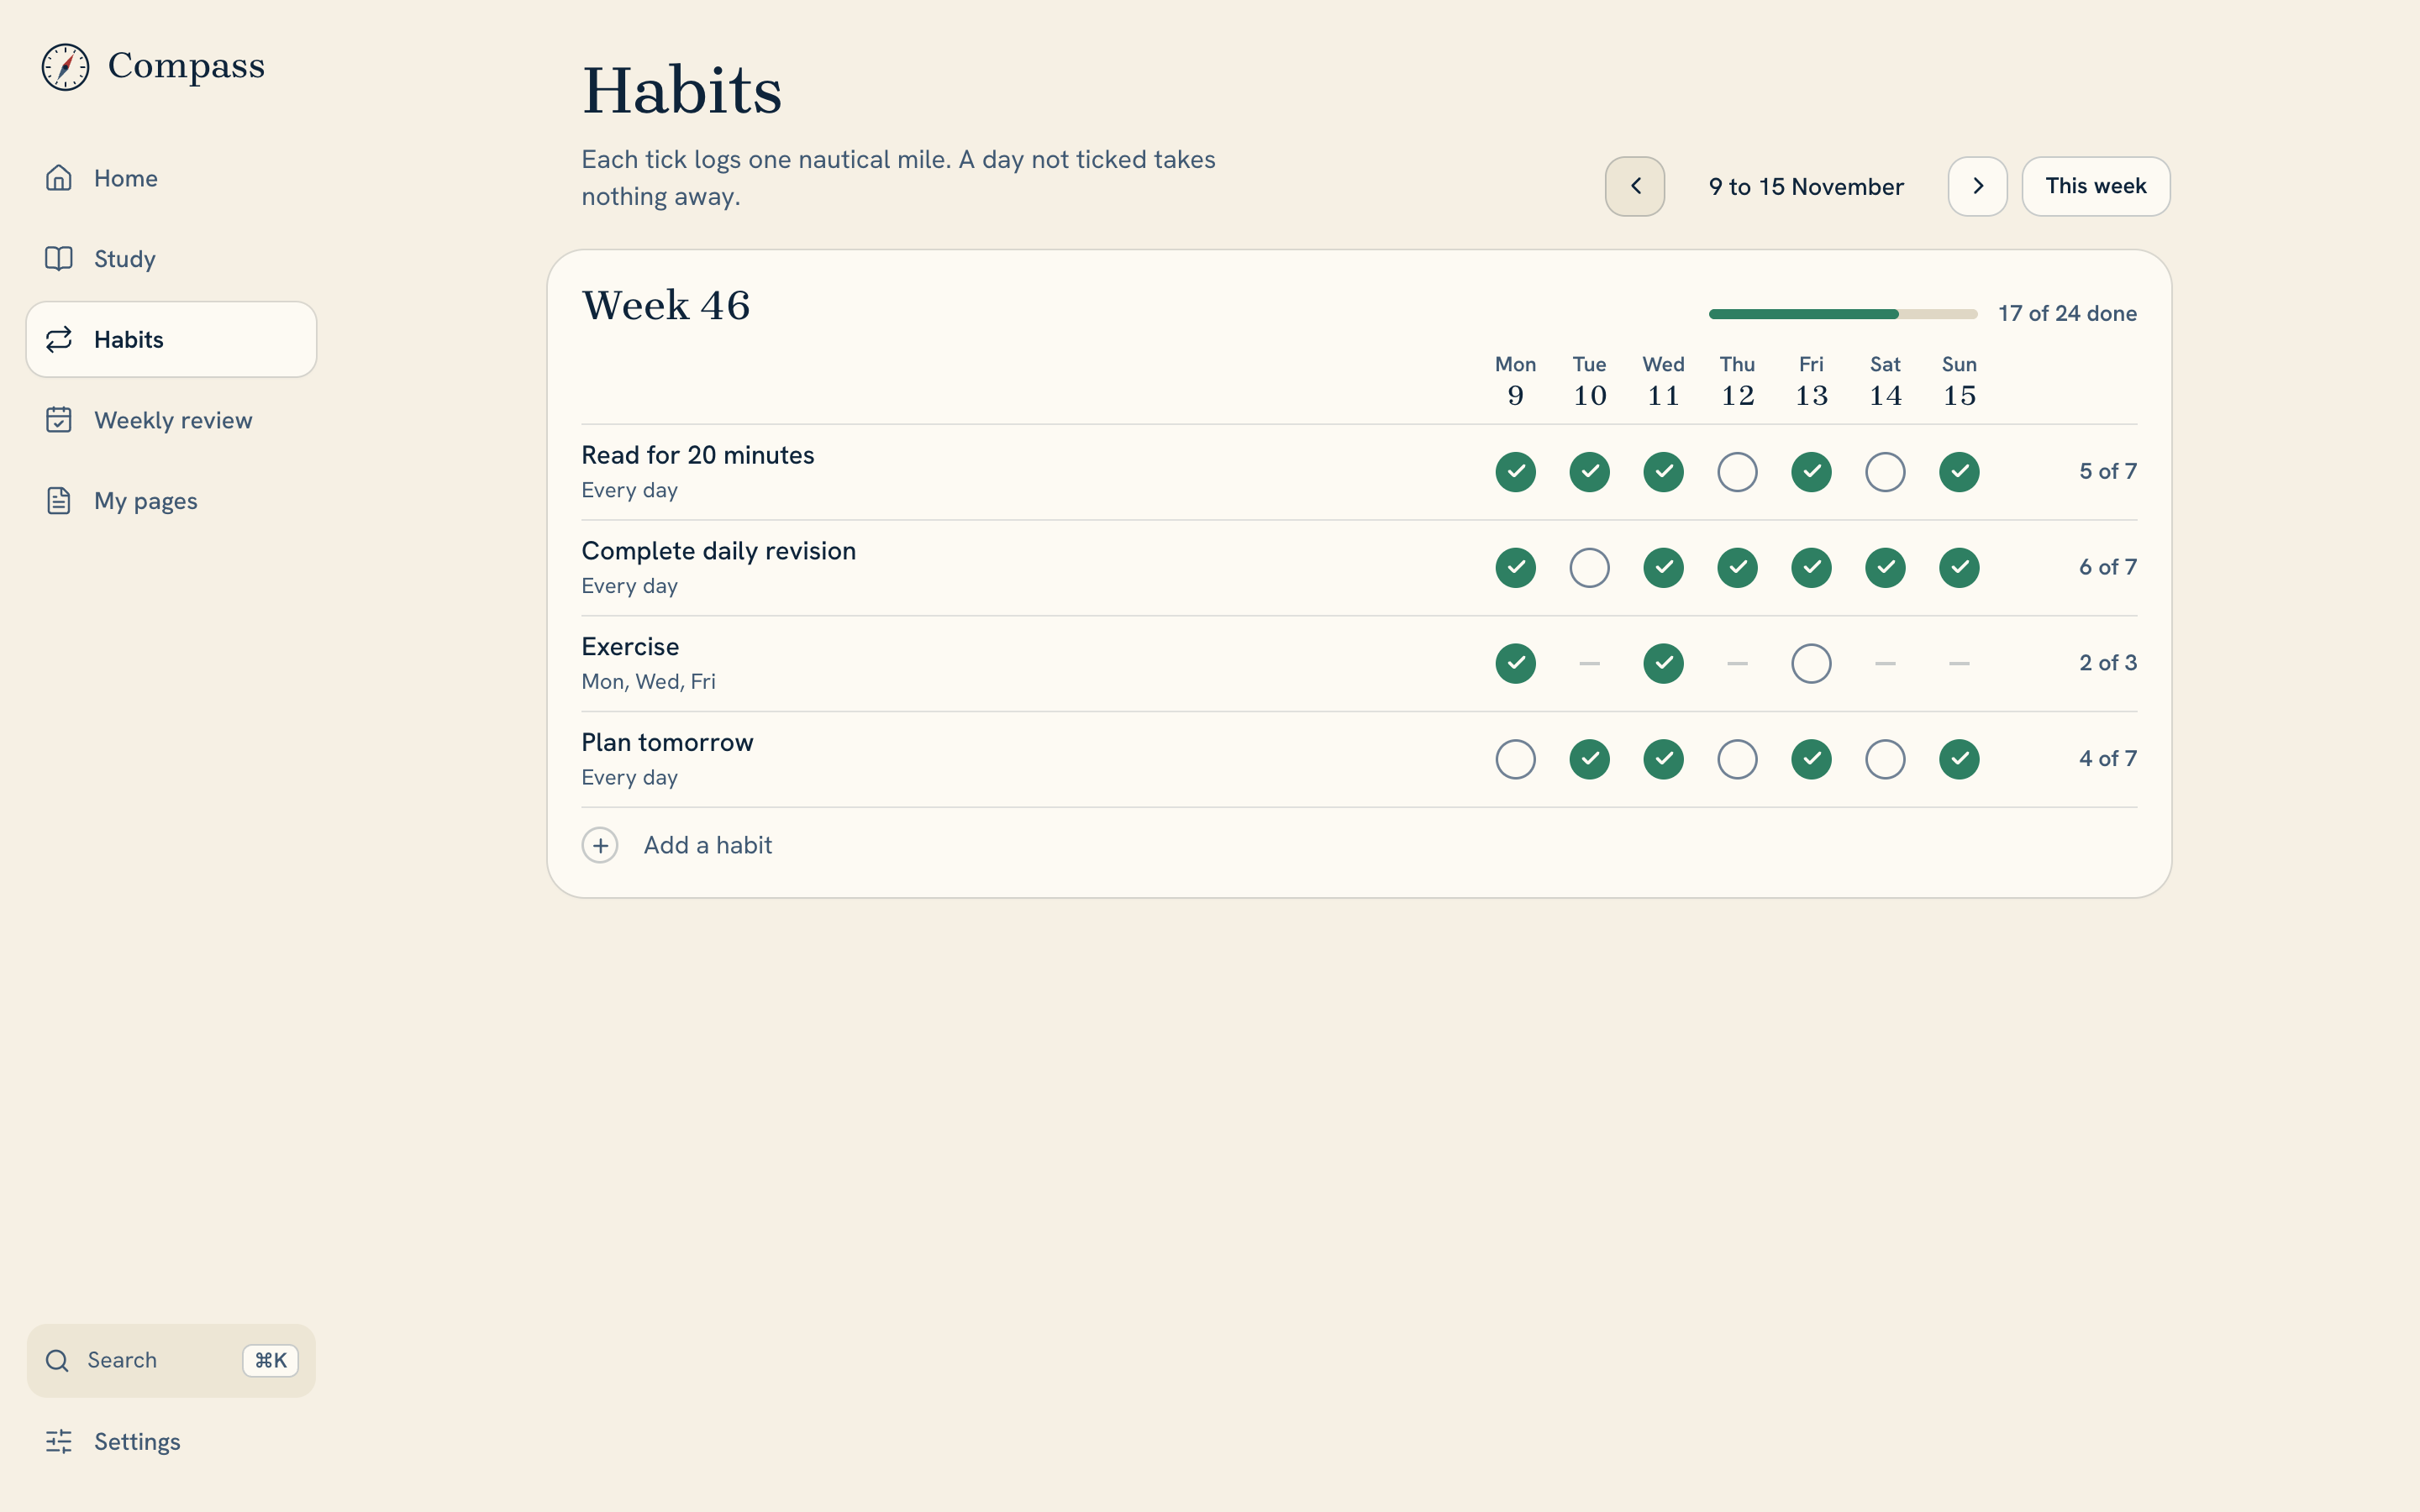 Compass
Home
Study
Habits
Weekly review
My pages
Search ⌘K
Settings
Habits
Each tick logs one nautical mile. A day not ticked takes
nothing away.
9 to 15 November
This week
Week 46
17 of 24 done
Mon Tue Wed Thu Fri Sat Sun
9 10 11 12 13 14 15
Read for 20 minutes
Every day
5 of 7
Complete daily revision
Every day
6 of 7
Exercise
Mon, Wed, Fri
2 of 3
Plan tomorrow
Every day
4 of 7
Add a habit